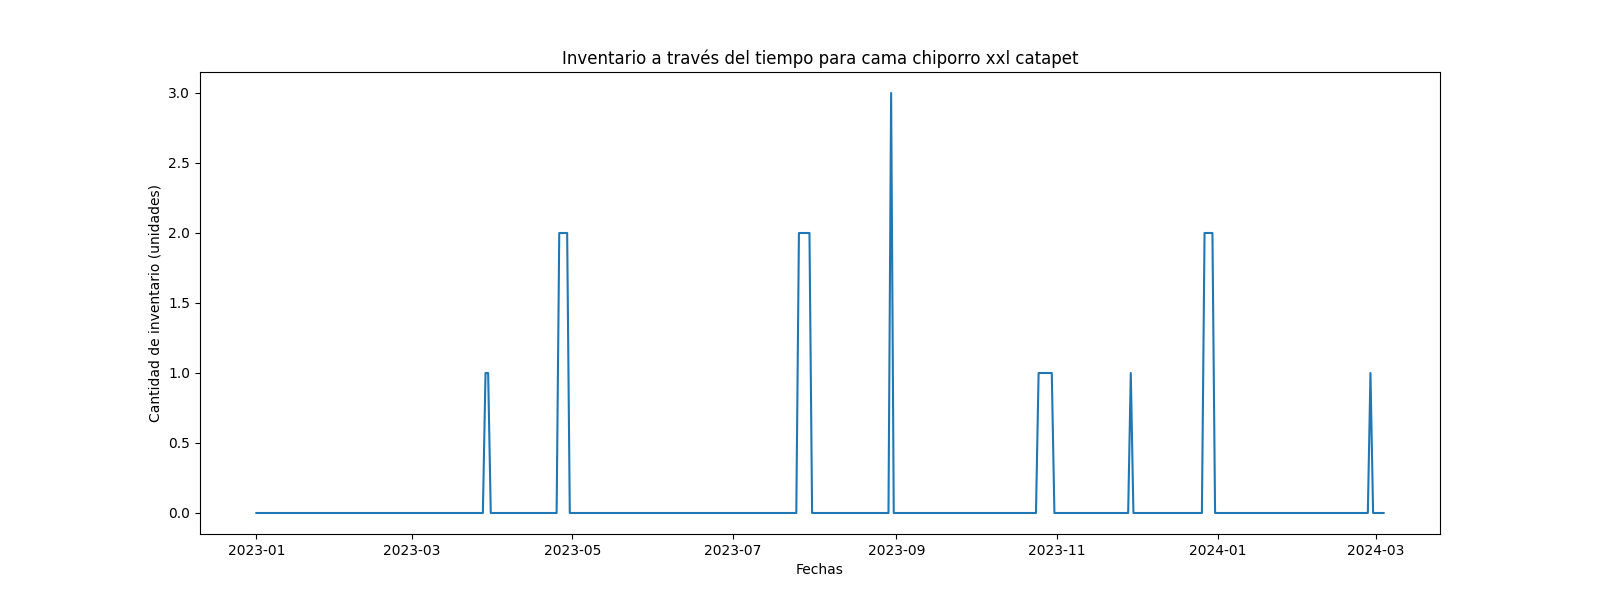 Inventario a través del tiempo para cama chiporro xxl catapet
Cantidad de inventario (unidades)
3.0
2.5
2.0
1.5
1.0
0.5
0.0
2023-01 2023-03 2023-05 2023-07 2023-09 2023-11 2024-01 2024-03
Fechas